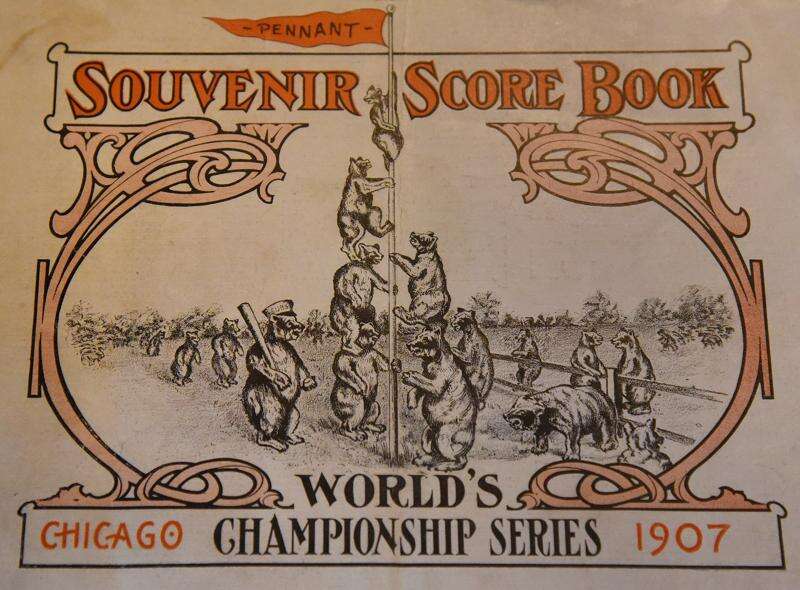 -PENNANT-
SOUVENIR SCORE BOOK
WORLD'S
CHICAGO CHAMPIONSHIP SERIES 1907